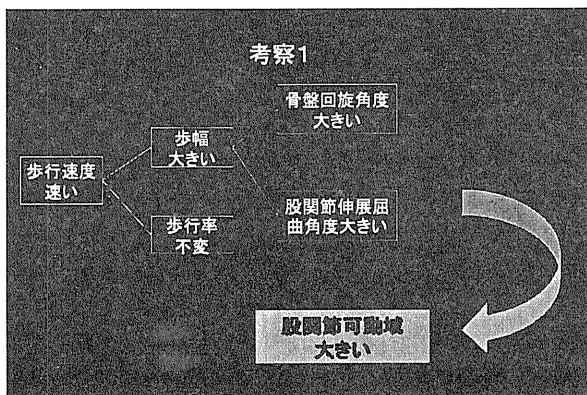 考察1
骨盤回旋角度
大きい
歩幅
大きい
歩行速度
速い
股関節伸展屈
曲角度大きい
歩行率
不変
股関節可動域
大きい